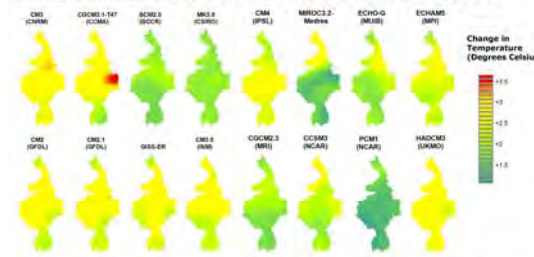 CM3
(CNRM)
CGCM3.1-T47
(CCMA)
BCM2.0
(BCCR)
MK3.0
(CSIRO)
CM4
(IPSL)
MIROC3.2-
Medres
ECHO-G
(MUIB)
ECHAM5
(MPI)
Change in
Temperature
(Degrees Celsiu
+3.5
+3
+2.5
+2
+1.5
CM2
(GFDL)
CM2.1
(GFDL)
GISS-ER
CM3.0
(INM)
CGCM2.3
(MRI)
CCSM3
(NCAR)
PCM1
(NCAR)
HADCM3
(UKMO)